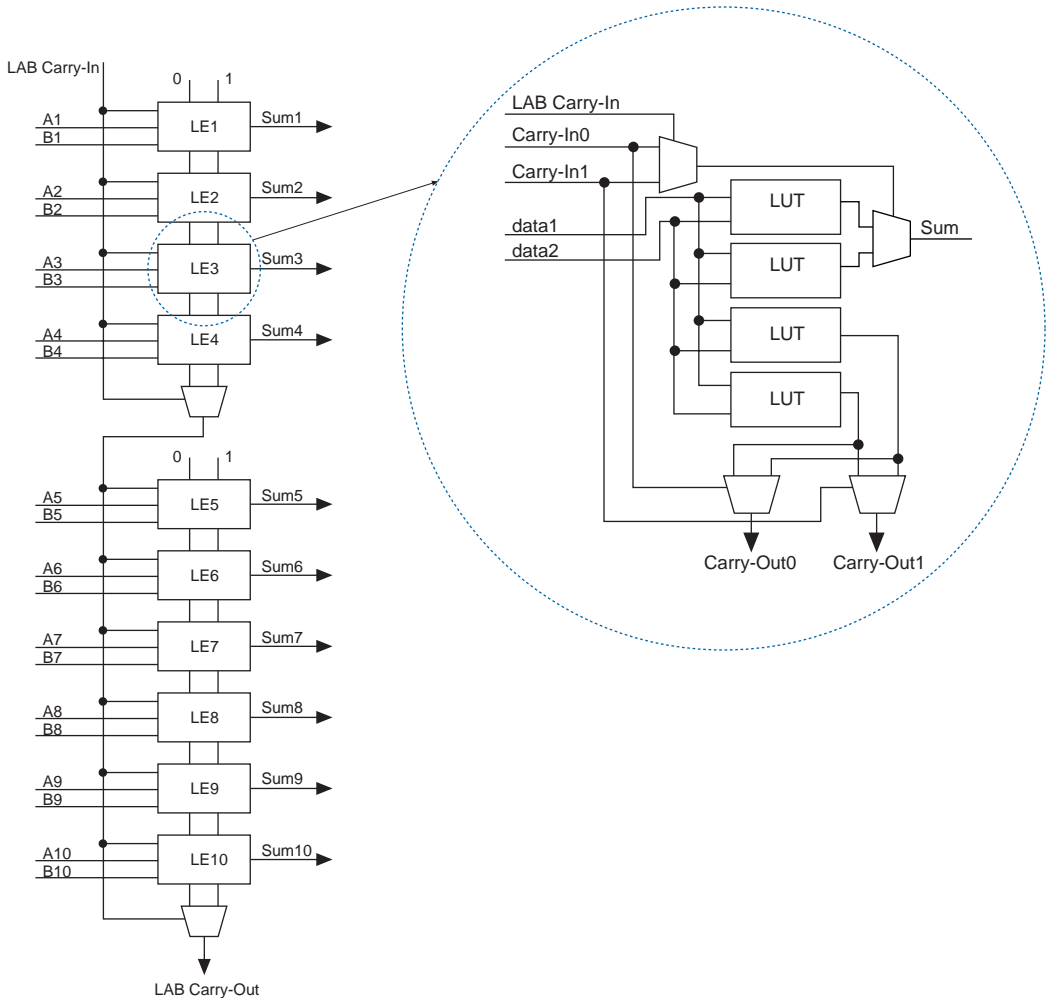 LAB Carry-In
0 1
A1
B1
LE1
Sum1
A2
B2
LE2
Sum2
A3
B3
LE3
Sum3
A4
B4
LE4
Sum4
0 1
A5
B5
LE5
Sum5
A6
B6
LE6
Sum6
A7
B7
LE7
Sum7
A8
B8
LE8
Sum8
A9
B9
LE9
Sum9
A10
B10
LE10
Sum10
LAB Carry-Out
LAB Carry-In
Carry-In0
Carry-In1
data1
data2
LUT
LUT
LUT
LUT
Sum
Carry-Out0
Carry-Out1